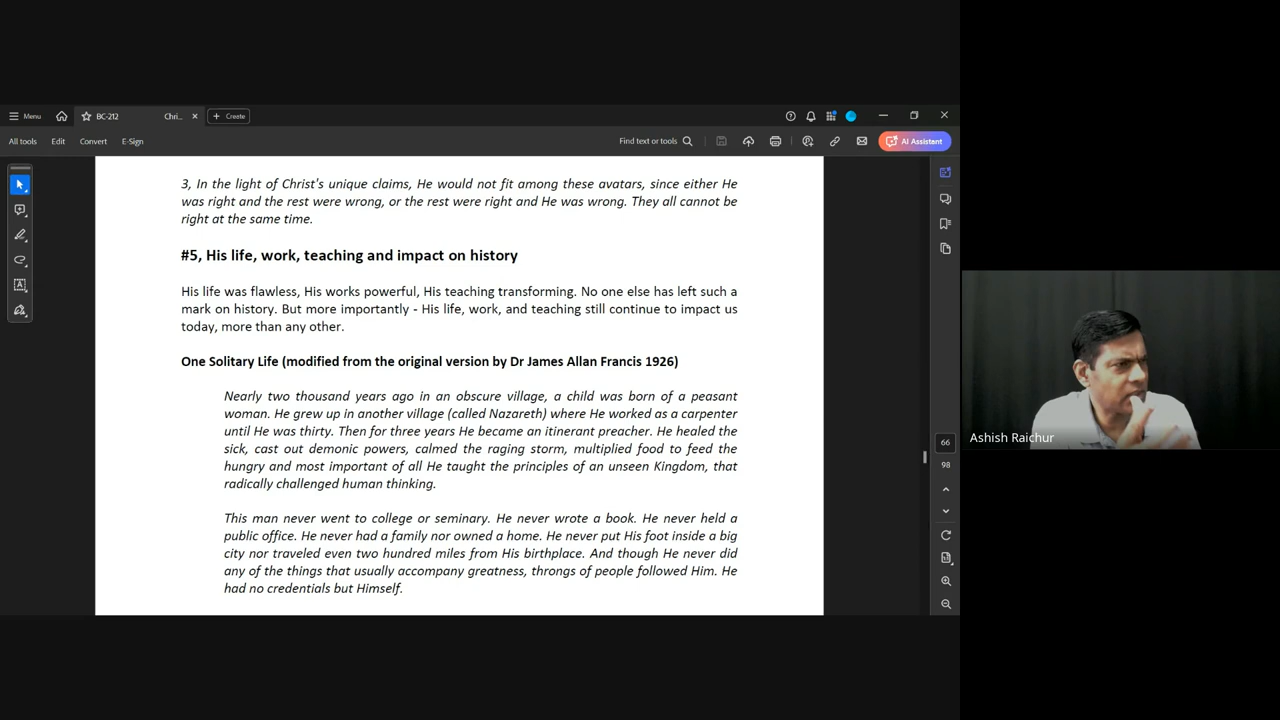 Menu
BC-212 Chri...
Create
All tools
Edit
Convert
E-Sign
Find text or tools
AI Assistant
3, In the light of Christ's unique claims, He would not fit among these avatars, since either He
was right and the rest were wrong, or the rest were right and He was wrong. They all cannot be
right at the same time.
#5, His life, work, teaching and impact on history
His life was flawless, His works powerful, His teaching transforming. No one else has left such a
mark on history. But more importantly - His life, work, and teaching still continue to impact us
today, more than any other.
One Solitary Life (modified from the original version by Dr James Allan Francis 1926)
Nearly two thousand years ago in an obscure village, a child was born of a peasant
woman. He grew up in another village (called Nazareth) where He worked as a carpenter
until He was thirty. Then for three years He became an itinerant preacher. He healed the
sick, cast out demonic powers, calmed the raging storm, multiplied food to feed the
hungry and most important of all He taught the principles of an unseen Kingdom, that
radically challenged human thinking.
This man never went to college or seminary. He never wrote a book. He never held a
public office. He never had a family nor owned a home. He never put His foot inside a big
city nor traveled even two hundred miles from His birthplace. And though He never did
any of the things that usually accompany greatness, throngs of people followed Him. He
had no credentials but Himself.
66
98
Ashish Raichur